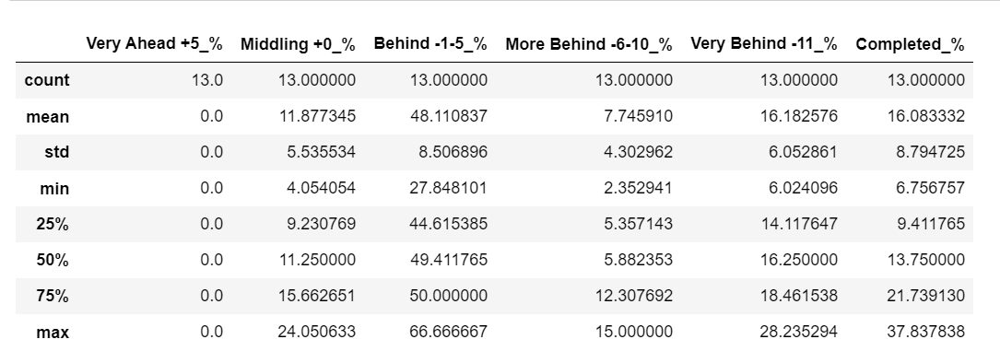 Very Ahead +5_% Middling +0_% Behind -1-5_% More Behind -6-10_% Very Behind -11_% Completed_%
count 13.0 13.000000 13.000000 13.000000 13.000000 13.000000
mean 0.0 11.877345 48.110837 7.745910 16.182576 16.083332
std 0.0 5.535534 8.506896 4.302962 6.052861 8.794725
min 0.0 4.054054 27.848101 2.352941 6.024096 6.756757
25% 0.0 9.230769 44.615385 5.357143 14.117647 9.411765
50% 0.0 11.250000 49.411765 5.882353 16.250000 13.750000
75% 0.0 15.662651 50.000000 12.307692 18.461538 21.739130
max 0.0 24.050633 66.666667 15.000000 28.235294 37.837838